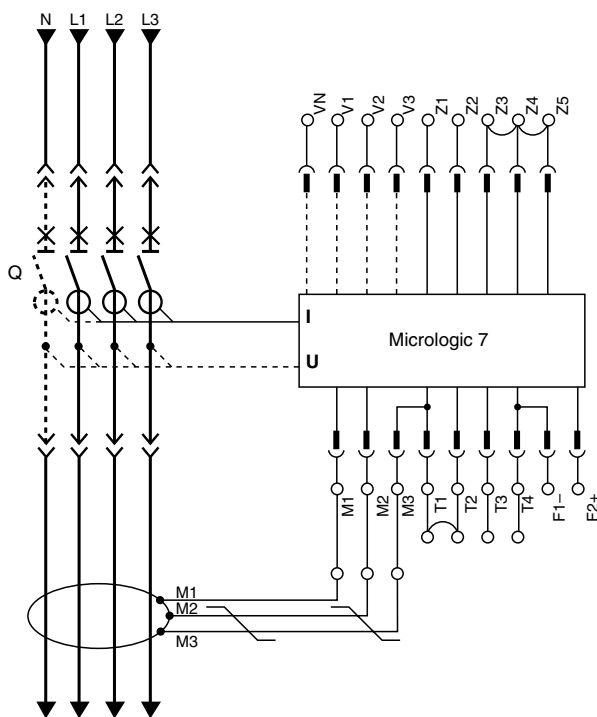 N L1 L2 L3
VN V1 V2 V3 Z1 Z2 Z3 Z4 Z5
Q
I
Micrologic 7
U
M1 M2 M3 T1 T2 T3 T4 F1– F2+
M1
M2
M3